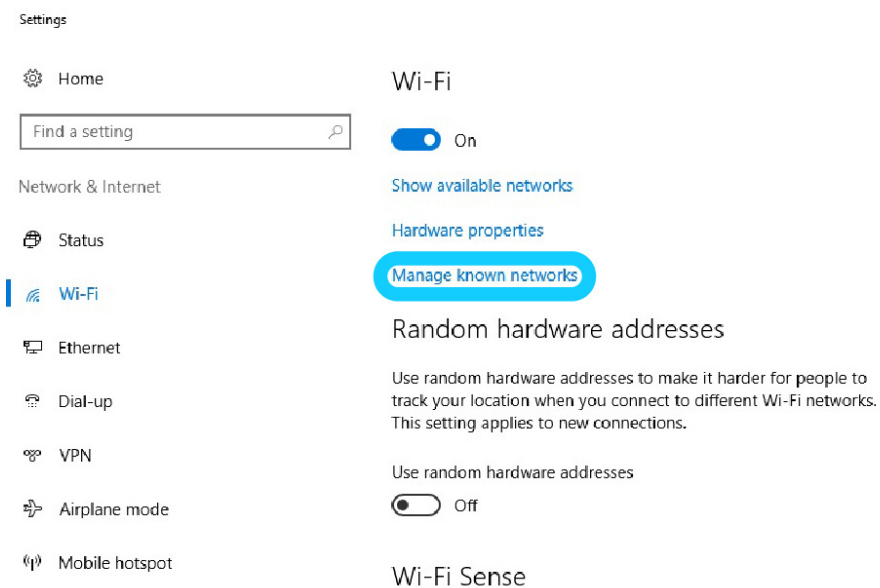 Settings
Home
Find a setting
Network & Internet
Status
Wi-Fi
Ethernet
Dial-up
VPN
Airplane mode
Mobile hotspot
Wi-Fi
On
Show available networks
Hardware properties
Manage known networks
Random hardware addresses
Use random hardware addresses to make it harder for people to
track your location when you connect to different Wi-Fi networks.
This setting applies to new connections.
Use random hardware addresses
Off
Wi-Fi Sense